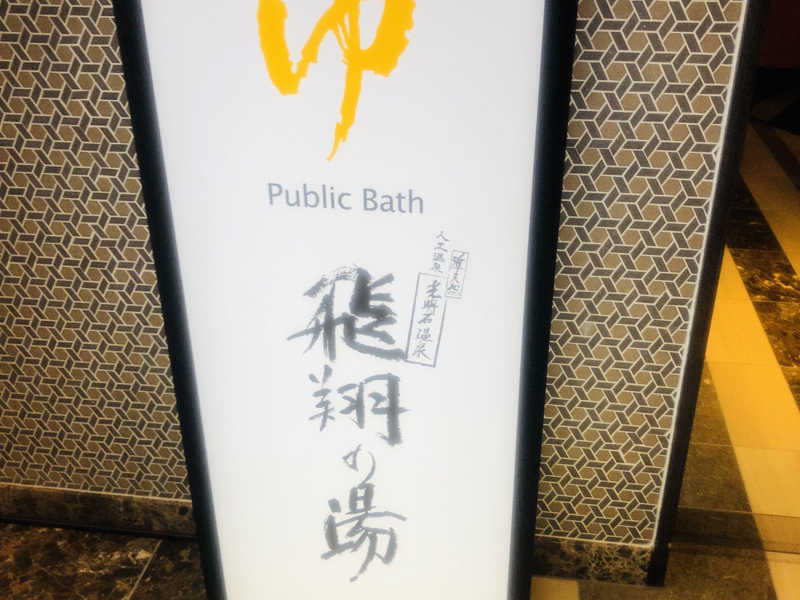 ゆ
Public Bath
人工温泉
光明石温泉
飛翔の湯